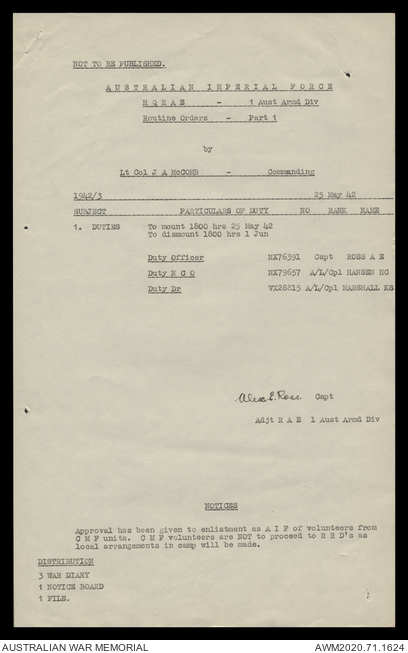 NOT TO BE PUBLISHED.
AUSTRALIAN IMPERIAL FORCE
HQRAE - 1 Aust Armd Div
Routine Orders - Part 1
by
Lt Col J A McCOMB - Commanding
1942/3 25 May 42
SUBJECT PARTICULARS OF DUTY NO RANK NAME
1. DUTIES To mount 1800 hrs 25 May 42
To dismount 1800 hrs 1 Jun
Duty Officer NX76391 Capt ROSS A E
Duty N C O NX79657 A/L/Cpl HANSEN HC
Duty Dr VX28815 A/L/Cpl MARSHALL KS
Alex E. Ross. Capt
Adjt R A E 1 Aust Armd Div
NOTICES
Approval has been given to enlistment as A I F of volunteers from
C M F units. C M F volunteers are NOT to proceed to R R D's as
local arrangements in camp will be made.
DISTRIBUTION
3 WAR DIARY
1 NOTICE BOARD
1 FILE.
AUSTRALIAN WAR MEMORIAL AWM2020.71.1624